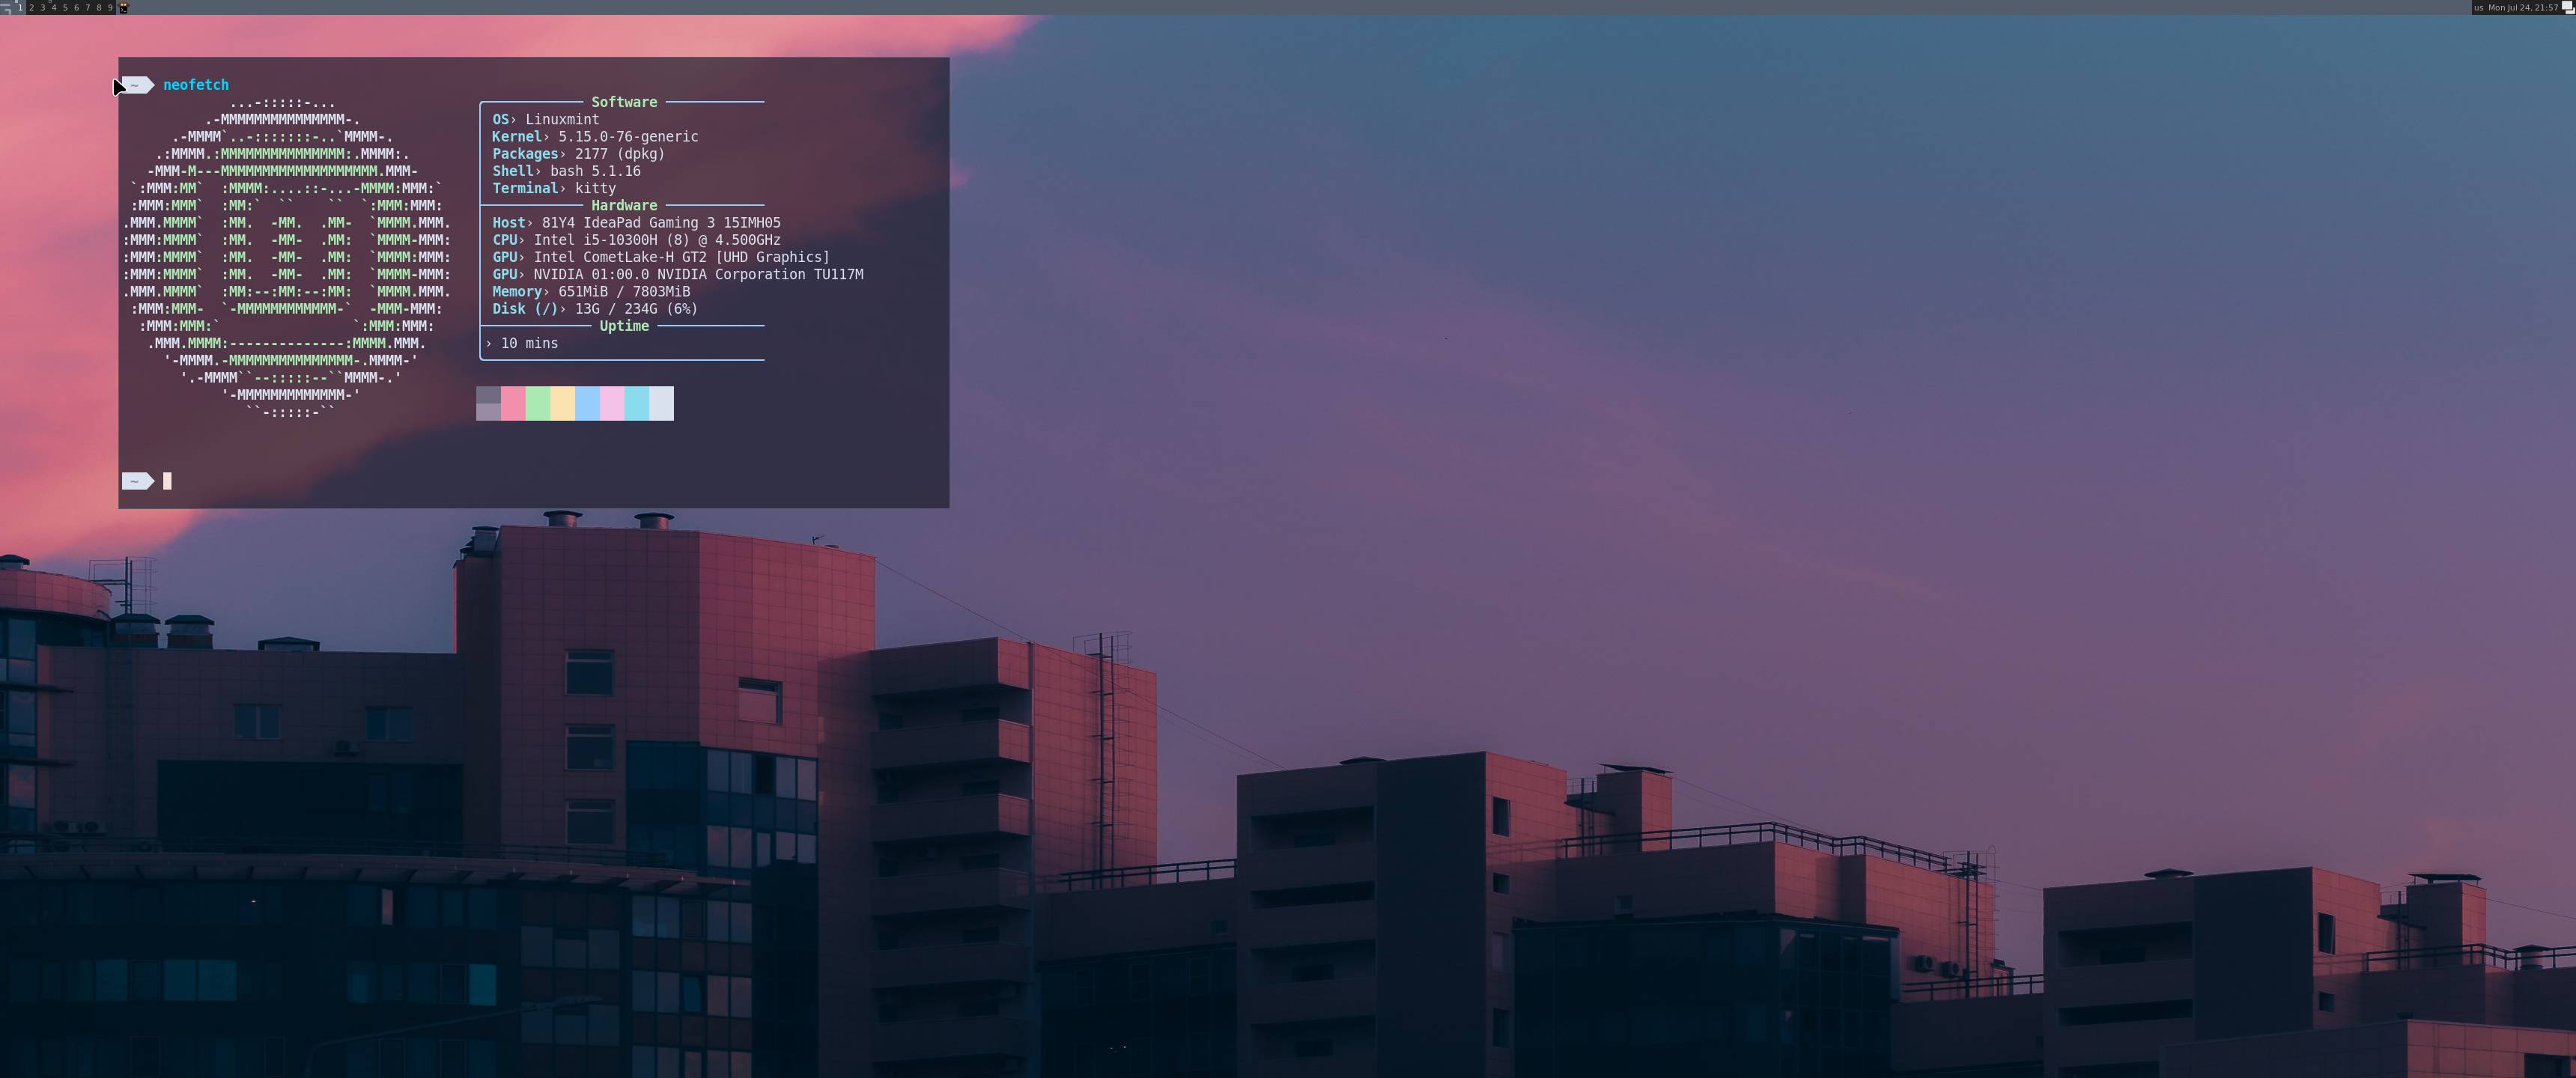 1 2 3 4 5 6 7 8 9
us Mon Jul 24, 21:57
~ neofetch
...-:::::-...
.-MMMMMMMMMMMMMMM-.
.-MMMM`..-:::::::-..`MMMM-.
.:MMMM.:MMMMMMMMMMMMMMM:.MMMM:.
-MMM-M---MMMMMMMMMMMMMMMMMMM.MMM-
`:MMM:MM`  :MMMM:....::-...-MMMM:MMM:`
:MMM:MMM`  :MM:`  ``    ``  `:MMM:MMM:
.MMM.MMMM`  :MM.  -MM.  .MM-  `MMMM.MMM.
:MMM:MMMM`  :MM.  -MM-  .MM:  `MMMM-MMM:
:MMM:MMMM`  :MM.  -MM-  .MM:  `MMMM:MMM:
:MMM:MMMM`  :MM.  -MM-  .MM:  `MMMM-MMM:
.MMM.MMMM`  :MM:--:MM:--:MM:  `MMMM.MMM.
:MMM:MMM-  `-MMMMMMMMMMMM-`  -MMM-MMM:
:MMM:MMM:`                `:MMM:MMM:
.MMM.MMMM:--------------:MMMM.MMM.
'-MMMM.-MMMMMMMMMMMMMMM-.MMMM-'
'.-MMMM``--:::::--``MMMM-.'
'-MMMMMMMMMMMMM-'
``-:::::-``
Software
OS› Linuxmint
Kernel› 5.15.0-76-generic
Packages› 2177 (dpkg)
Shell› bash 5.1.16
Terminal› kitty
Hardware
Host› 81Y4 IdeaPad Gaming 3 15IMH05
CPU› Intel i5-10300H (8) @ 4.500GHz
GPU› Intel CometLake-H GT2 [UHD Graphics]
GPU› NVIDIA 01:00.0 NVIDIA Corporation TU117M
Memory› 651MiB / 7803MiB
Disk (/)› 13G / 234G (6%)
Uptime
› 10 mins
~